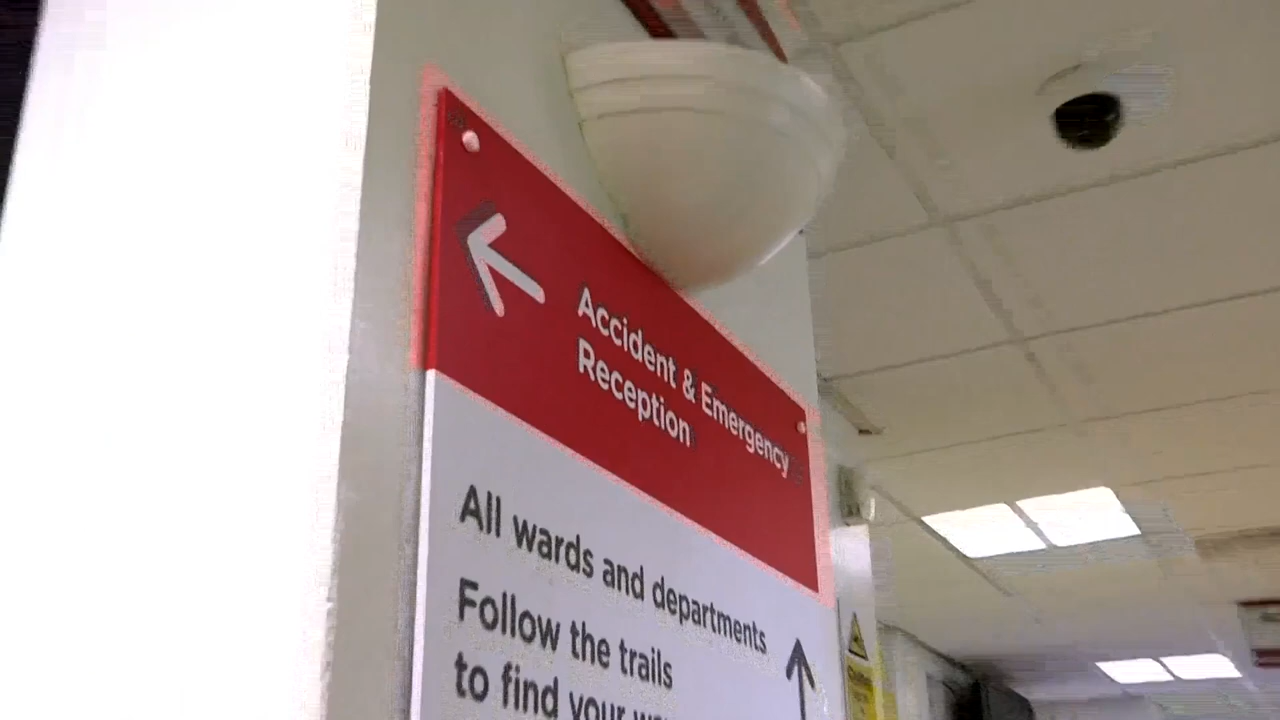 Accident & Emergency
Reception
All wards and departments
Follow the trails
to find your